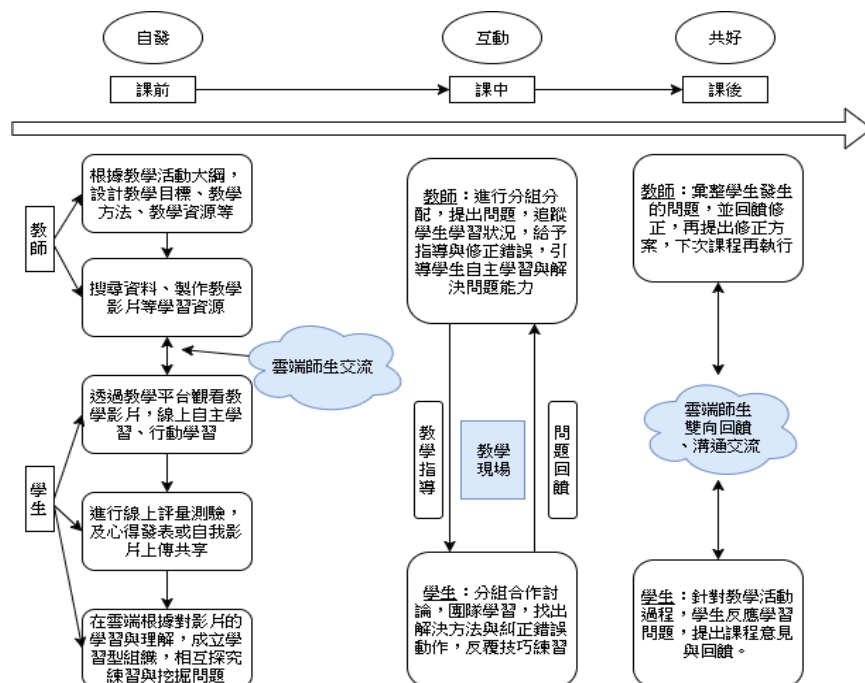 自發
互動
共好
課前
課中
課後
教師
根據教學活動大綱，
設計教學目標、教學
方法、教學資源等
搜尋資料、製作教學
影片等學習資源
雲端師生交流
學生
透過教學平台觀看教
學影片，線上自主學
習、行動學習
進行線上評量測驗，
及心得發表或自我影
片上傳共享
在雲端根據對影片的
學習與理解，成立學
習型組織，相互探究
練習與挖掘問題
教師：進行分組分
配，提出問題，追蹤
學生學習狀況，給予
指導與修正錯誤，引
導學生自主學習與解
決問題能力
教學指導
教學
現場
問題回饋
學生：分組合作討
論，團隊學習，找出
解決方法與糾正錯誤
動作，反覆技巧練習
教師：彙整學生發生
的問題，並回饋修
正，再提出修正方
案，下次課程再執行
雲端師生
雙向回饋
、溝通交流
學生：針對教學活動
過程，學生反應學習
問題，提出課程意見
與回饋。